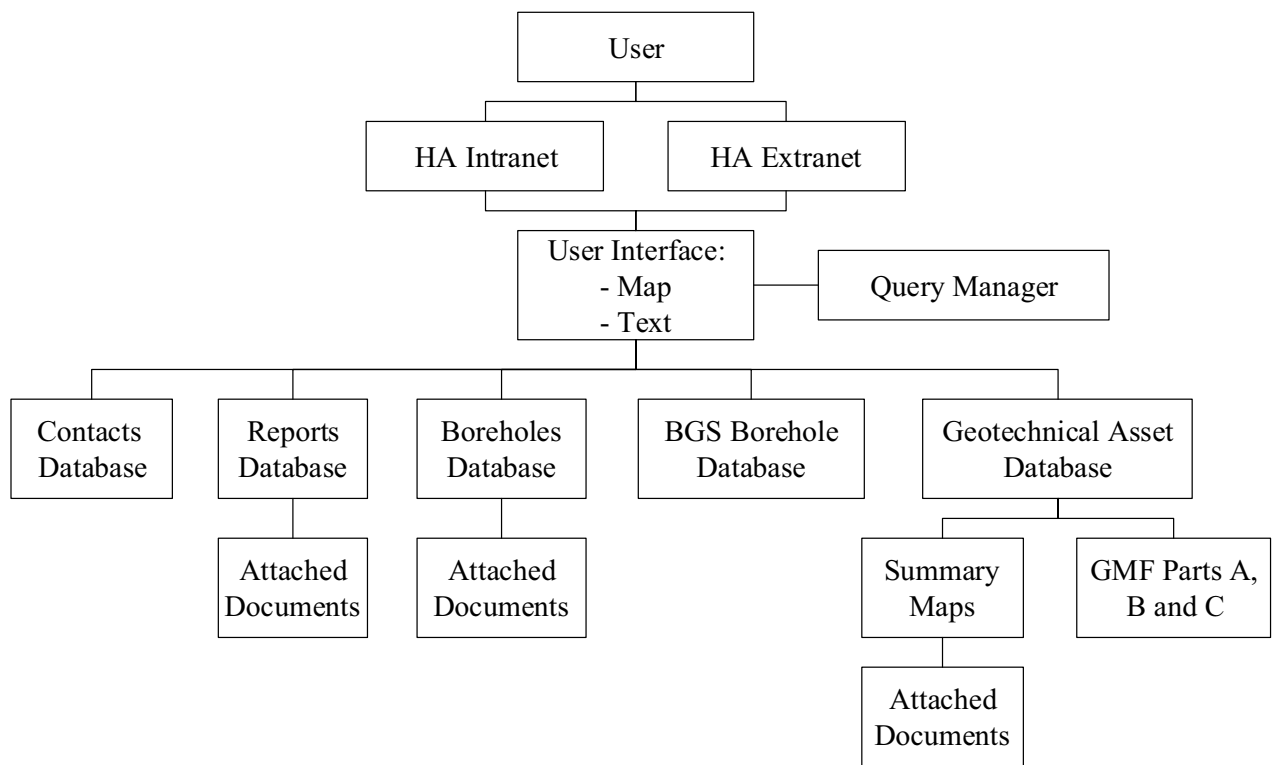 User
HA Intranet
HA Extranet
User Interface:
- Map
- Text
Query Manager
Contacts
Database
Reports
Database
Boreholes
Database
BGS Borehole
Database
Geotechnical Asset
Database
Attached
Documents
Attached
Documents
Summary
Maps
GMF Parts A,
B and C
Attached
Documents